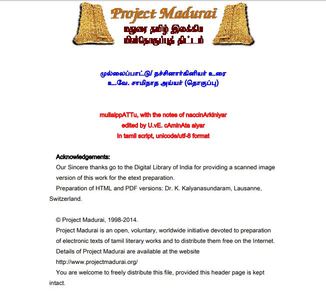 Project Madurai
மதுரை தமிழ் இலக்கிய
மின்தொகுப்புத் திட்டம்
முல்லைப்பாட்டு/ நச்சினார்கினியர் உரை
உ.வே. சாமிநாத அய்யர் (தொகுப்பு)
mullaippATTu, with the notes of naccinArkiniyar
edited by U.vE. cAminAta aiyar
In tamil script, unicode/utf-8 format
Acknowledgements:
Our Sincere thanks go to the Digital Library of India for providing a scanned image
version of this work for the etext preparation.
Preparation of HTML and PDF versions: Dr. K. Kalyanasundaram, Lausanne,
Switzerland.
© Project Madurai, 1998-2014.
Project Madurai is an open, voluntary, worldwide initiative devoted to preparation
of electronic texts of tamil literary works and to distribute them free on the Internet.
Details of Project Madurai are available at the website
http://www.projectmadurai.org/
You are welcome to freely distribute this file, provided this header page is kept
intact.